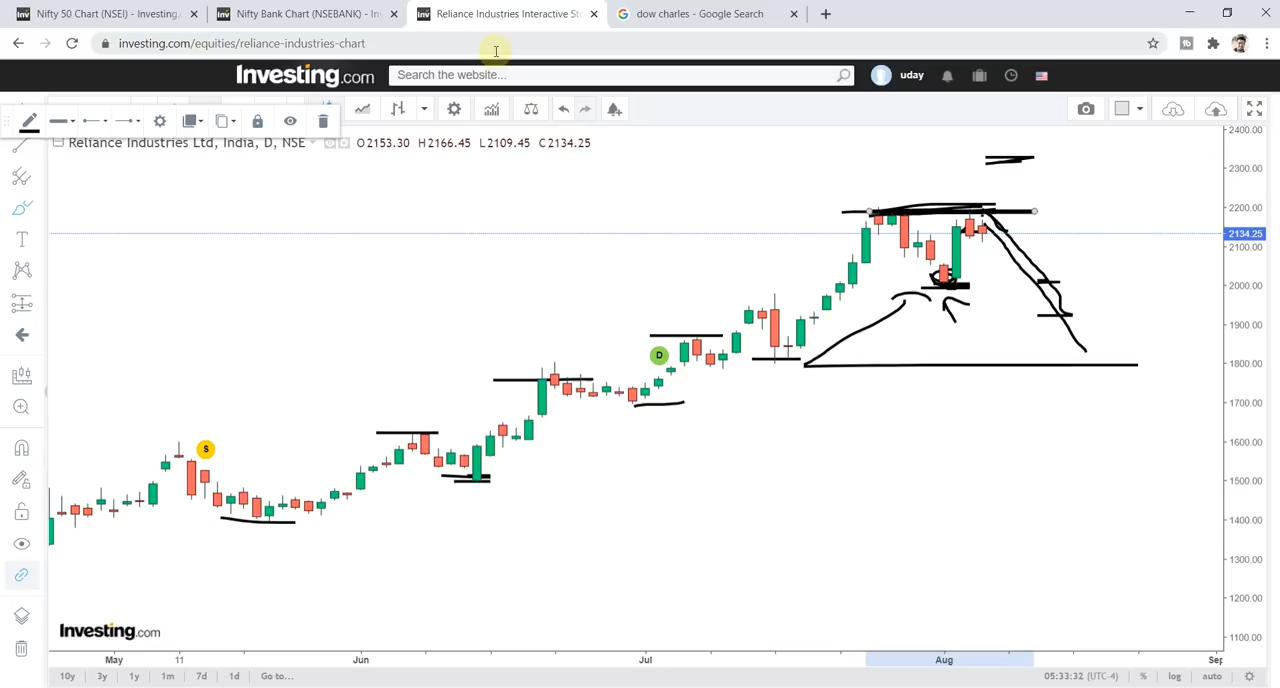 Nifty 50 Chart (NSEI) - Investing.
Nifty Bank Chart (NSEBANK) - Inv
Reliance Industries Interactive Sto
dow charles - Google Search
investing.com/equities/reliance-industries-chart
Investing.com
Search the website...
uday
Reliance Industries Ltd, India, D, NSE
O2153.30 H2166.45 L2109.45 C2134.25
2400.00
2300.00
2200.00
2134.25
2100.00
2000.00
1900.00
D
1800.00
1700.00
1600.00
S
1500.00
1400.00
1300.00
1200.00
1100.00
Investing.com
May 11 Jun Jul Aug Sep
10y 3y 1y 1m 7d 1d Go to... 05:33:32 (UTC-4) % log auto